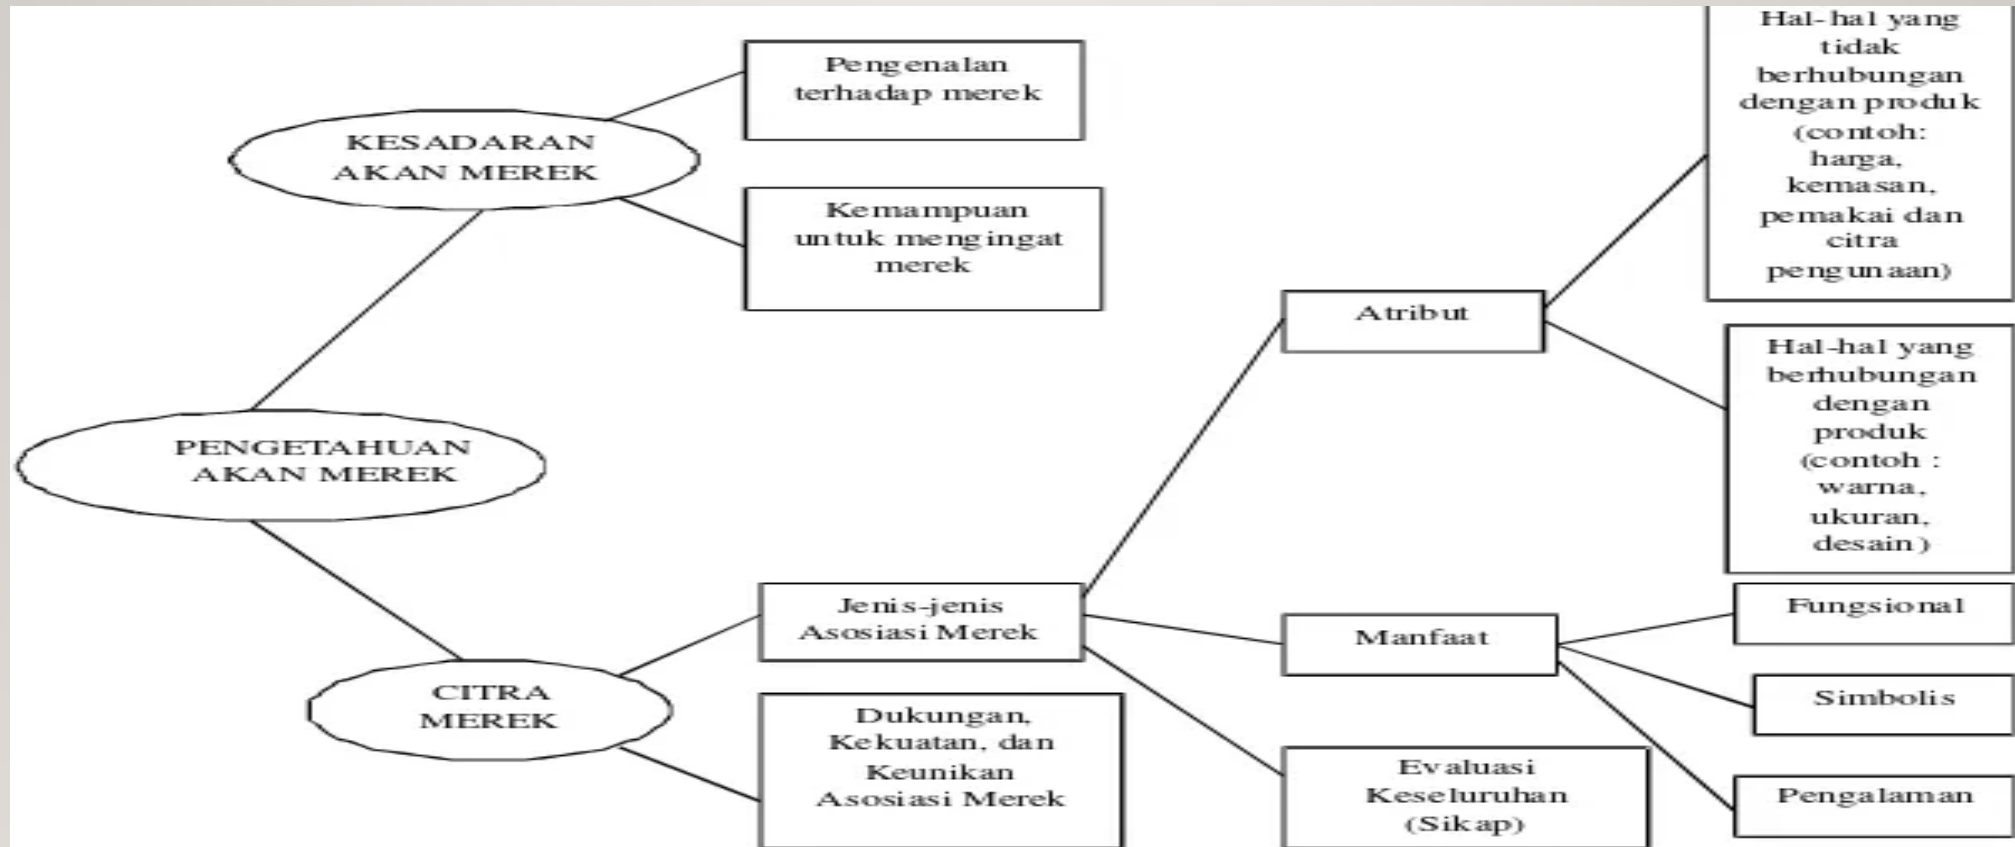 Pengenalan
terhadap merek
KESADARAN
AKAN MEREK
Kemampuan
untuk mengingat
merek
PENGETAHUAN
AKAN MEREK
CITRA
MEREK
Jenis-jenis
Asosiasi Merek
Dukungan,
Kekuatan, dan
Keunikan
Asosiasi Merek
Atribut
Hal-hal yang
tidak
berhubungan
dengan produk
(contoh:
harga,
kemasan,
pemakai dan
citra
pengunaan)
Hal-hal yang
berhubungan
dengan
produk
(contoh :
warna,
ukuran,
desain)
Manfaat
Fungsional
Simbolis
Pengalaman
Evaluasi
Keseluruhan
(Sikap)